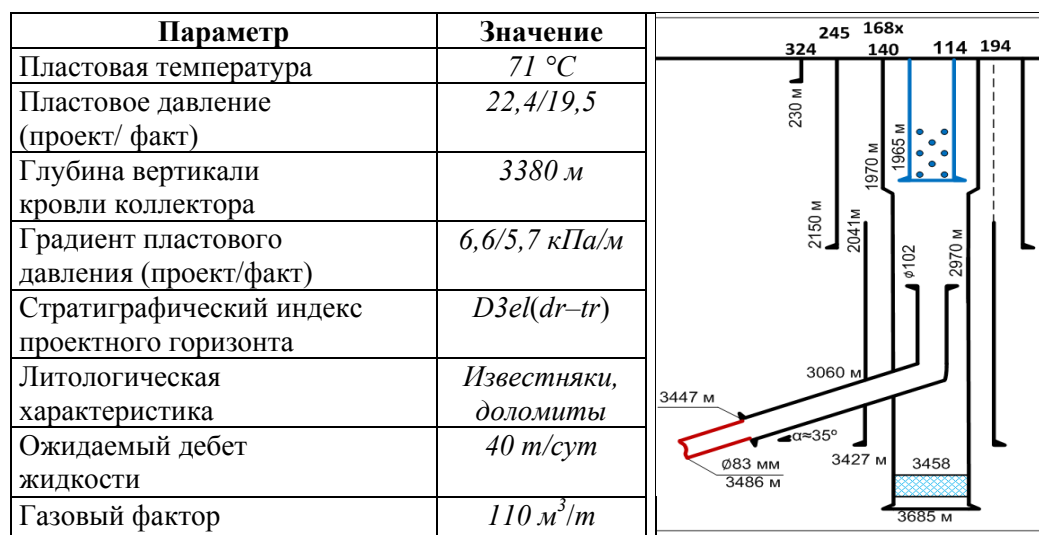 Параметр Значение
Пластовая температура 71 °C
Пластовое давление 22,4/19,5
(проект/ факт)
Глубина вертикали 3380 м
кровли коллектора
Градиент пластового 6,6/5,7 кПа/м
давления (проект/факт)
Стратиграфический индекс D3el(dr–tr)
проектного горизонта
Литологическая Известняки,
характеристика доломиты
Ожидаемый дебет 40 т/сут
жидкости
Газовый фактор 110 м³/т
324
245
168x
140
114
194
230 м
1965 м
1970 м
2150 м
2041м
ø102
2970 м
3060 м
3447 м
α≈35º
Ø83 мм
3486 м
3427 м
3458
3685 м